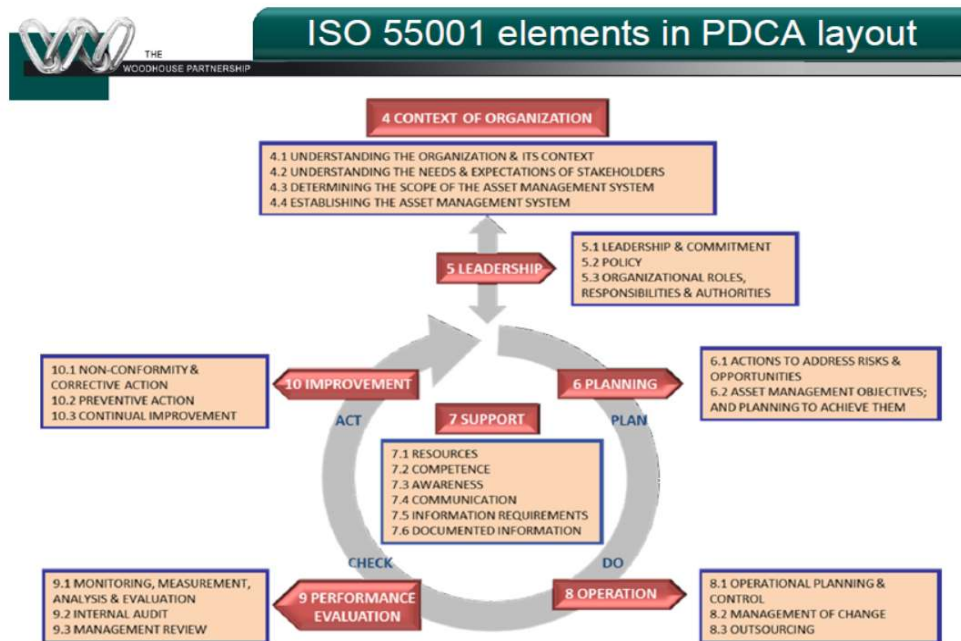 THE
WOODHOUSE PARTNERSHIP
ISO 55001 elements in PDCA layout
4 CONTEXT OF ORGANIZATION
4.1 UNDERSTANDING THE ORGANIZATION & ITS CONTEXT
4.2 UNDERSTANDING THE NEEDS & EXPECTATIONS OF STAKEHOLDERS
4.3 DETERMINING THE SCOPE OF THE ASSET MANAGEMENT SYSTEM
4.4 ESTABLISHING THE ASSET MANAGEMENT SYSTEM
5 LEADERSHIP
5.1 LEADERSHIP & COMMITMENT
5.2 POLICY
5.3 ORGANIZATIONAL ROLES,
RESPONSIBILITIES & AUTHORITIES
10.1 NON-CONFORMITY &
CORRECTIVE ACTION
10.2 PREVENTIVE ACTION
10.3 CONTINUAL IMPROVEMENT
10 IMPROVEMENT
ACT
6 PLANNING
PLAN
6.1 ACTIONS TO ADDRESS RISKS &
OPPORTUNITIES
6.2 ASSET MANAGEMENT OBJECTIVES;
AND PLANNING TO ACHIEVE THEM
7 SUPPORT
7.1 RESOURCES
7.2 COMPETENCE
7.3 AWARENESS
7.4 COMMUNICATION
7.5 INFORMATION REQUIREMENTS
7.6 DOCUMENTED INFORMATION
CHECK
DO
9.1 MONITORING, MEASUREMENT,
ANALYSIS & EVALUATION
9.2 INTERNAL AUDIT
9.3 MANAGEMENT REVIEW
9 PERFORMANCE
EVALUATION
8 OPERATION
8.1 OPERATIONAL PLANNING &
CONTROL
8.2 MANAGEMENT OF CHANGE
8.3 OUTSOURCING